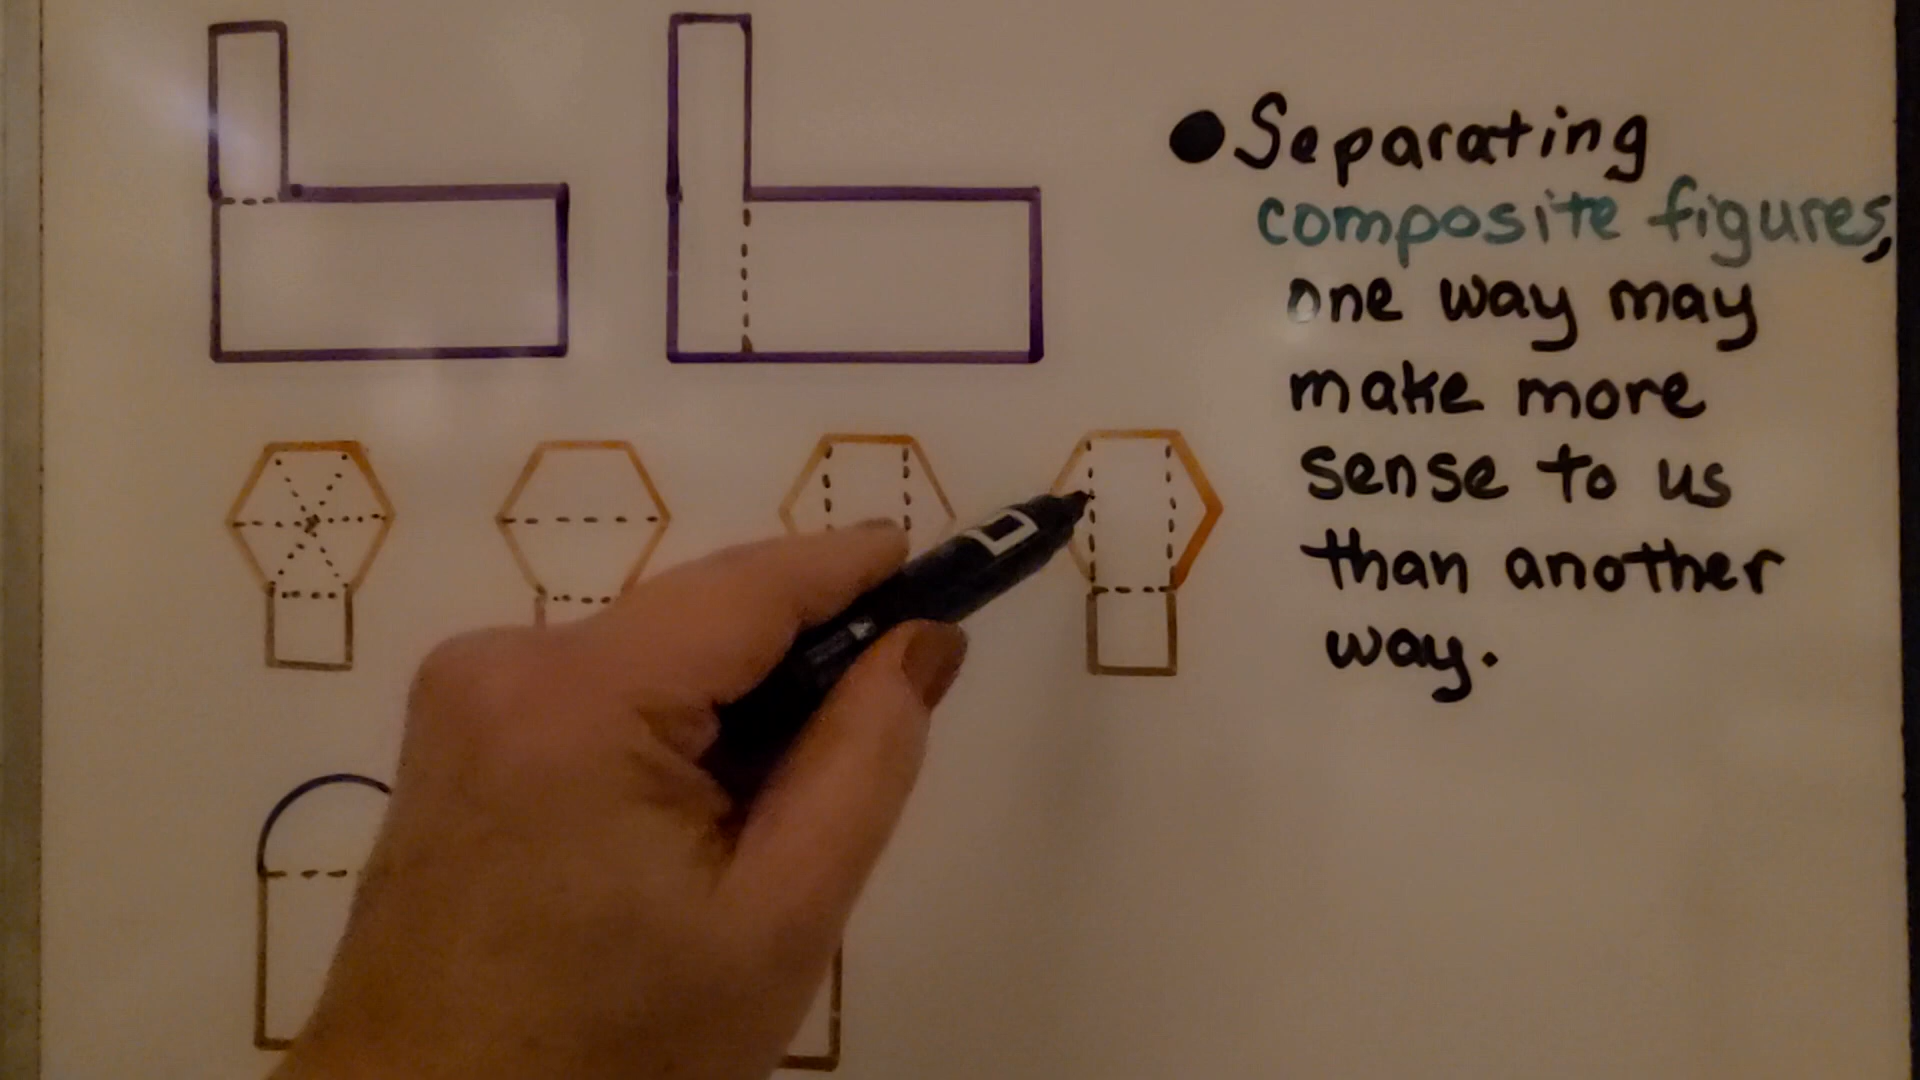 ● Separating
composite figures,
one way may
make more
sense to us
than another
way.